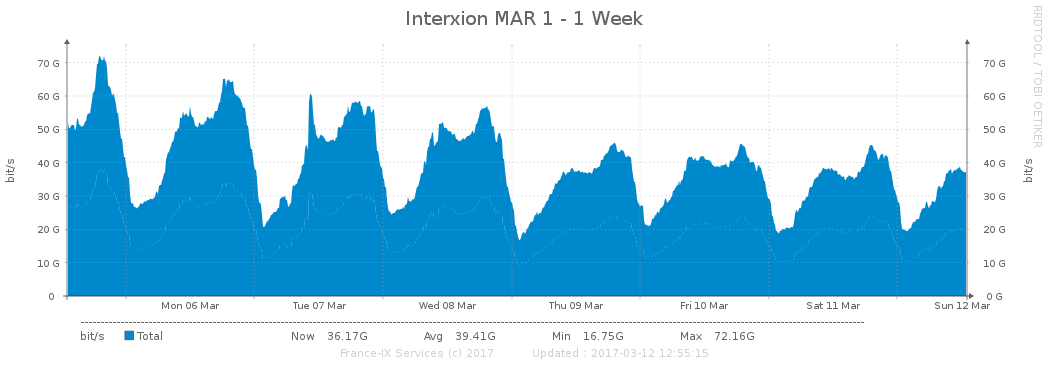 Interxion MAR 1 - 1 Week
RRDTOOL / TOBI OETIKER
bit/s
bit/s
70 G 70 G
60 G 60 G
50 G 50 G
40 G 40 G
30 G 30 G
20 G 20 G
10 G 10 G
0 0 G
Mon 06 Mar Tue 07 Mar Wed 08 Mar Thu 09 Mar Fri 10 Mar Sat 11 Mar Sun 12 Mar
bit/s Total Now 36.17G Avg 39.41G Min 16.75G Max 72.16G
France-IX Services (c) 2017 Updated : 2017-03-12 12:55:15